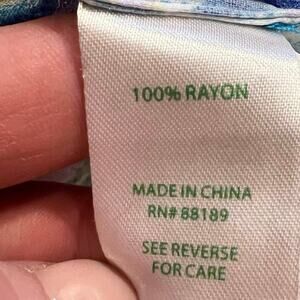 100% RAYON
MADE IN CHINA
RN# 88189
SEE REVERSE
FOR CARE